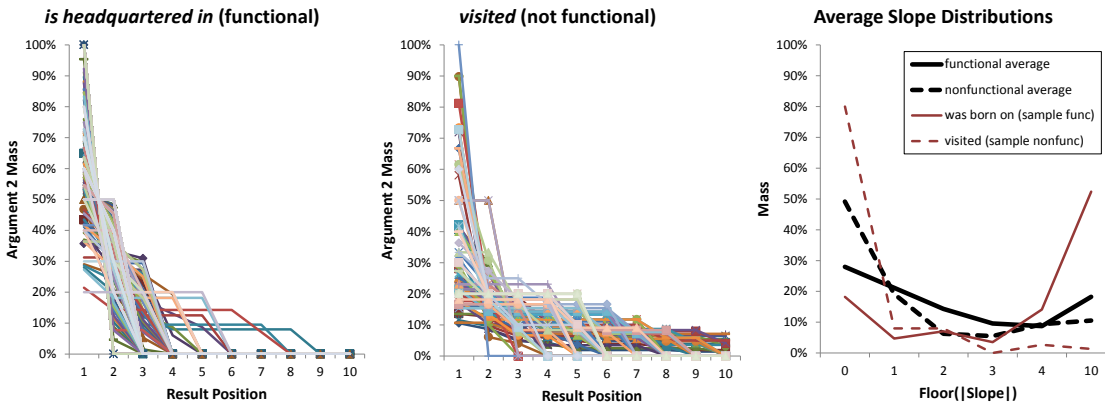 is headquartered in (functional)
100%
90%
80%
70%
60%
50%
40%
30%
20%
10%
0%
Argument 2 Mass
1 2 3 4 5 6 7 8 9 10
Result Position
visited (not functional)
100%
90%
80%
70%
60%
50%
40%
30%
20%
10%
0%
Argument 2 Mass
1 2 3 4 5 6 7 8 9 10
Result Position
Average Slope Distributions
100%
90%
80%
70%
60%
50%
40%
30%
20%
10%
0%
Mass
functional average
nonfunctional average
was born on (sample func)
visited (sample nonfunc)
0 1 2 3 4 10
Floor(|Slope|)